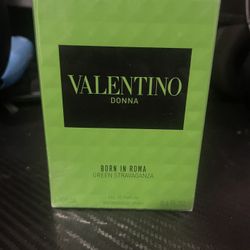 VALENTINO
DONNA
BORN IN ROMA
GREEN STRAVAGANZA